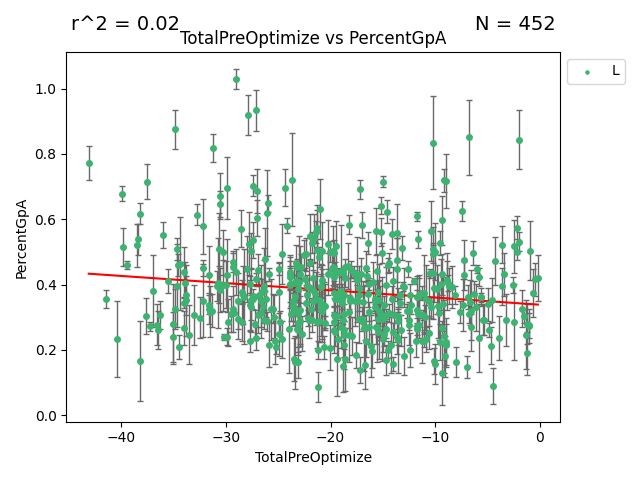 r^2 = 0.02 N = 452
TotalPreOptimize vs PercentGpA
L
1.0
0.8
0.6
0.4
0.2
0.0
PercentGpA
−40 −30 −20 −10 0
TotalPreOptimize